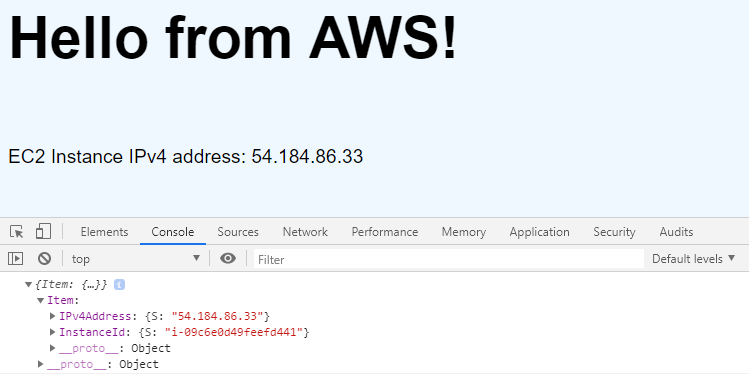 Hello from AWS!
EC2 Instance IPv4 address: 54.184.86.33
Elements Console Sources Network Performance Memory Application Security Audits
top Filter Default levels
{Item: {…}} i
Item:
IPv4Address: {S: "54.184.86.33"}
InstanceId: {S: "i-09c6e0d49feefd441"}
__proto__: Object
__proto__: Object